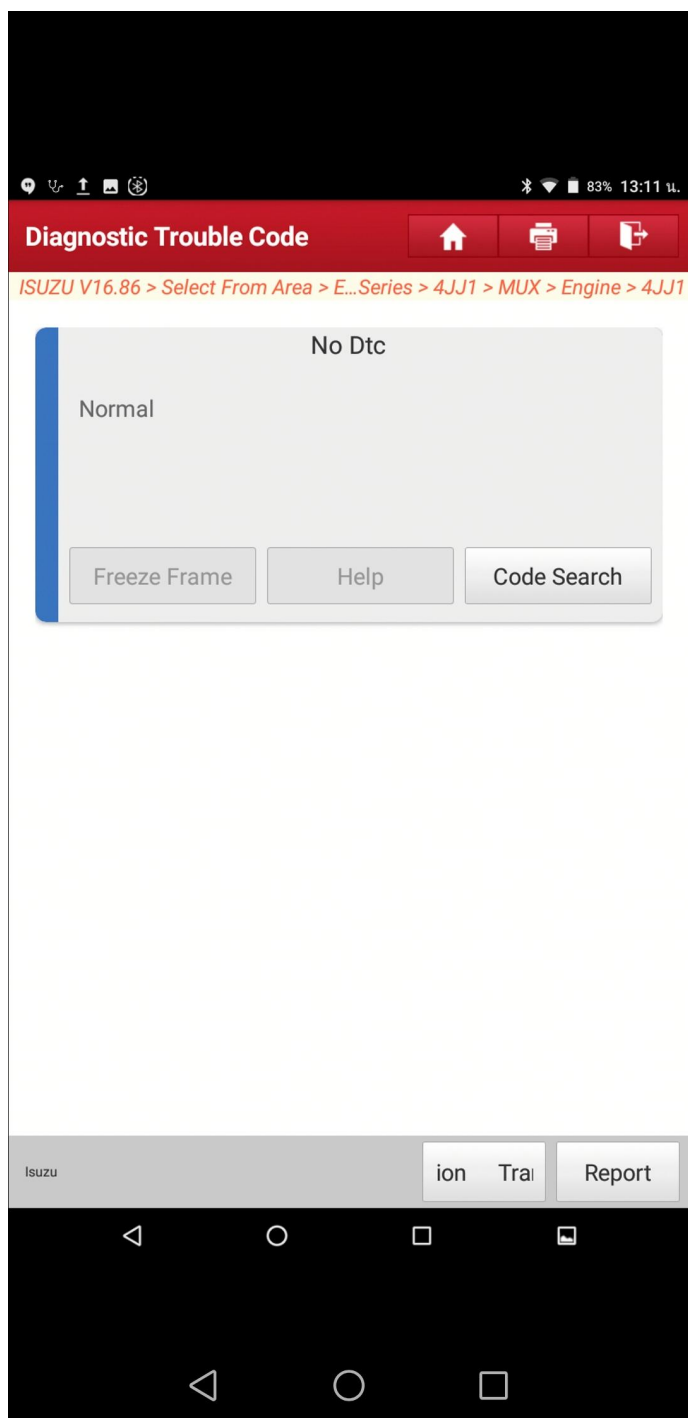 83% 13:11 น.
Diagnostic Trouble Code
ISUZU V16.86 > Select From Area > E...Series > 4JJ1 > MUX > Engine > 4JJ1
No Dtc
Normal
Freeze Frame Help Code Search
Isuzu ion Tra Report